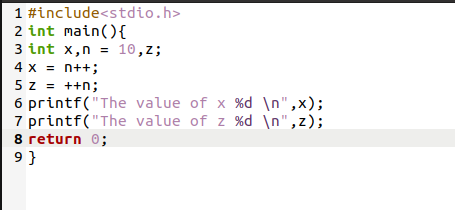 1 #include<stdio.h>
2 int main(){
3 int x,n = 10,z;
4 x = n++;
5 z = ++n;
6 printf("The value of x %d \n",x);
7 printf("The value of z %d \n",z);
8 return 0;
9 }